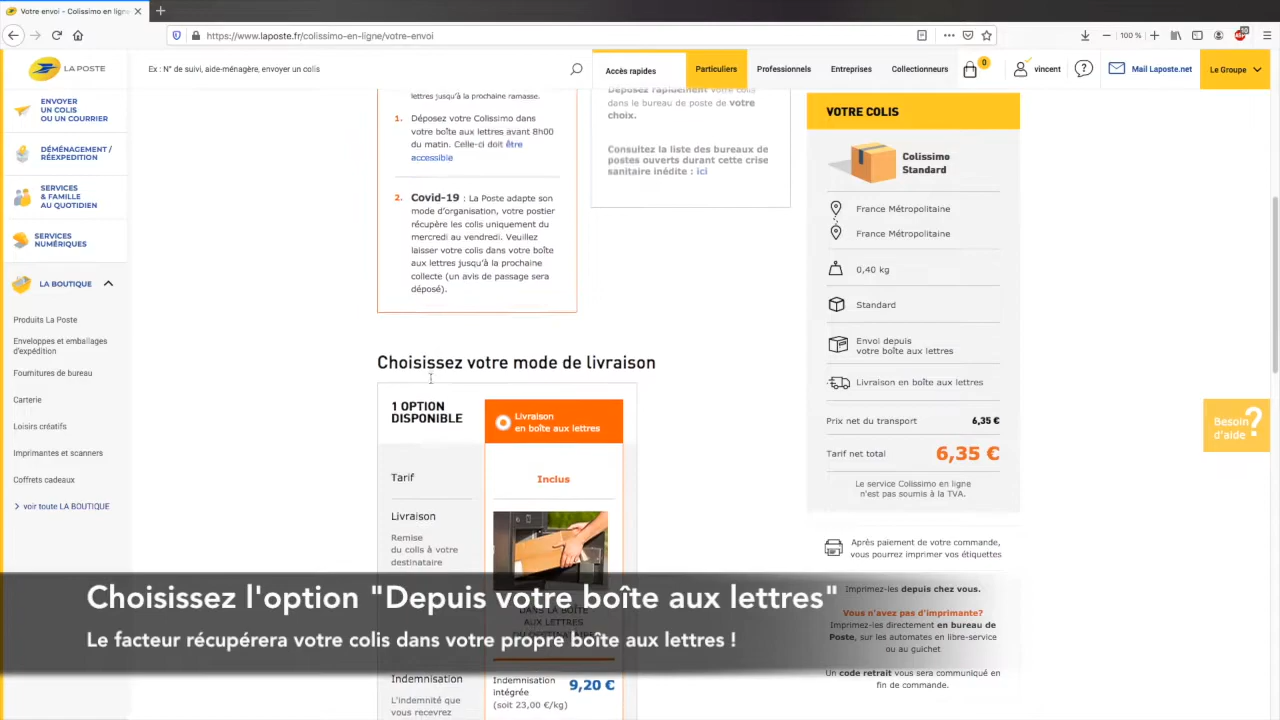 Votre envoi - Colissimo en ligne
https://www.laposte.fr/colissimo-en-ligne/votre-envoi
100 %
LA POSTE
Ex : N° de suivi, aide-ménagère, envoyer un colis
Accès rapides
Particuliers
Professionnels
Entreprises
Collectionneurs
0
vincent
Mail Laposte.net
Le Groupe
ENVOYER
UN COLIS
OU UN COURRIER
DÉMÉNAGEMENT /
RÉEXPEDITION
SERVICES
& FAMILLE
AU QUOTIDIEN
SERVICES
NUMÉRIQUES
LA BOUTIQUE
Produits La Poste
Enveloppes et emballages
d'expédition
Fournitures de bureau
Carterie
Loisirs créatifs
Imprimantes et scanners
Coffrets cadeaux
> voir toute LA BOUTIQUE
lettres jusqu'à la prochaine ramasse.
1. Déposez votre Colissimo dans
votre boîte aux lettres avant 8h00
du matin. Celle-ci doit être
accessible
2. Covid-19 : La Poste adapte son
mode d'organisation, votre postier
récupère les colis uniquement du
mercredi au vendredi. Veuillez
laisser votre colis dans votre boîte
aux lettres jusqu'à la prochaine
collecte (un avis de passage sera
déposé).
Déposez rapidement votre colis
dans le bureau de poste de votre
choix.
Consultez la liste des bureaux de
postes ouverts durant cette crise
sanitaire inédite : ici
Choisissez votre mode de livraison
1 OPTION
DISPONIBLE
Livraison
en boîte aux lettres
Tarif
Inclus
Livraison
Remise
du colis à votre
destinataire
DANS LA BOÎTE
AUX LETTRES
Indemnisation
L'indemnité que
vous recevrez
Indemnisation
intégrée
(soit 23,00 €/kg)
9,20 €
VOTRE COLIS
Colissimo
Standard
France Métropolitaine
France Métropolitaine
0,40 kg
Standard
Envoi depuis
votre boîte aux lettres
Livraison en boîte aux lettres
Prix net du transport 6,35 €
Tarif net total 6,35 €
Le service Colissimo en ligne
n'est pas soumis à la TVA.
Après paiement de votre commande,
vous pourrez imprimer vos étiquettes
Imprimez-les depuis chez vous.
Vous n'avez pas d'imprimante?
Imprimez-les directement en bureau de
Poste, sur les automates en libre-service
ou au guichet
Un code retrait vous sera communiqué en
fin de commande.
Besoin
d'aide ?
Choisissez l'option "Depuis votre boîte aux lettres"
Le facteur récupérera votre colis dans votre propre boîte aux lettres !